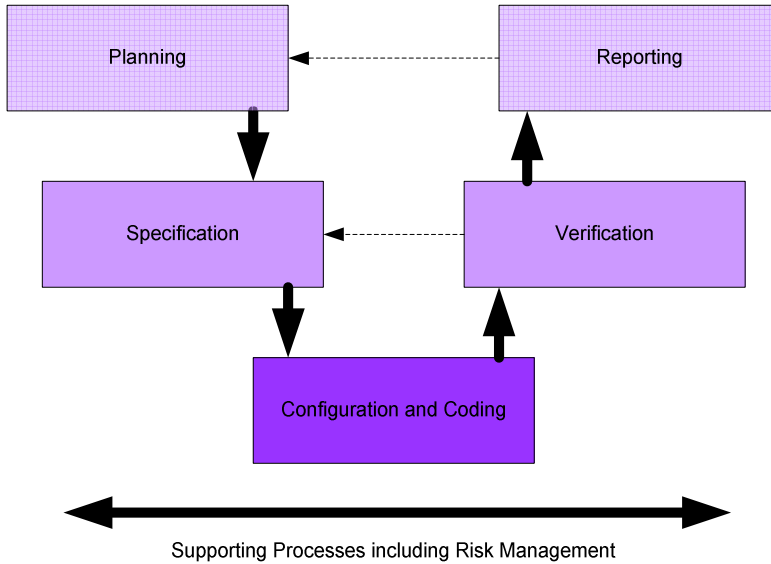 Planning
Reporting
Specification
Verification
Configuration and Coding
Supporting Processes including Risk Management